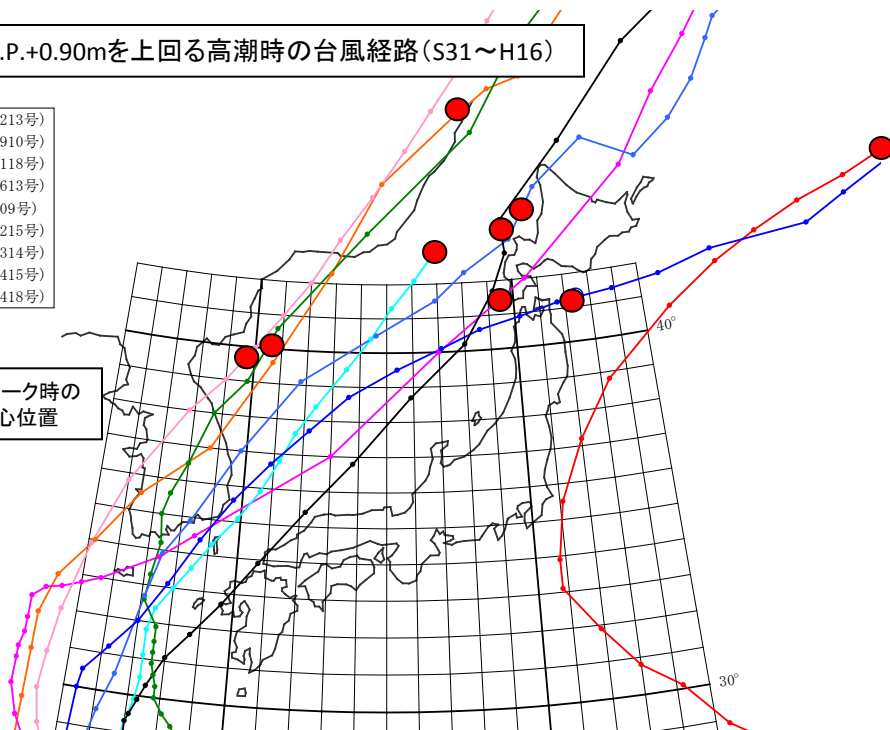 .P.+0.90mを上回る高潮時の台風経路(S31～H16)
213号)
910号)
118号)
613号)
09号)
215号)
314号)
415号)
418号)
ーク時の
心位置
40°
30°